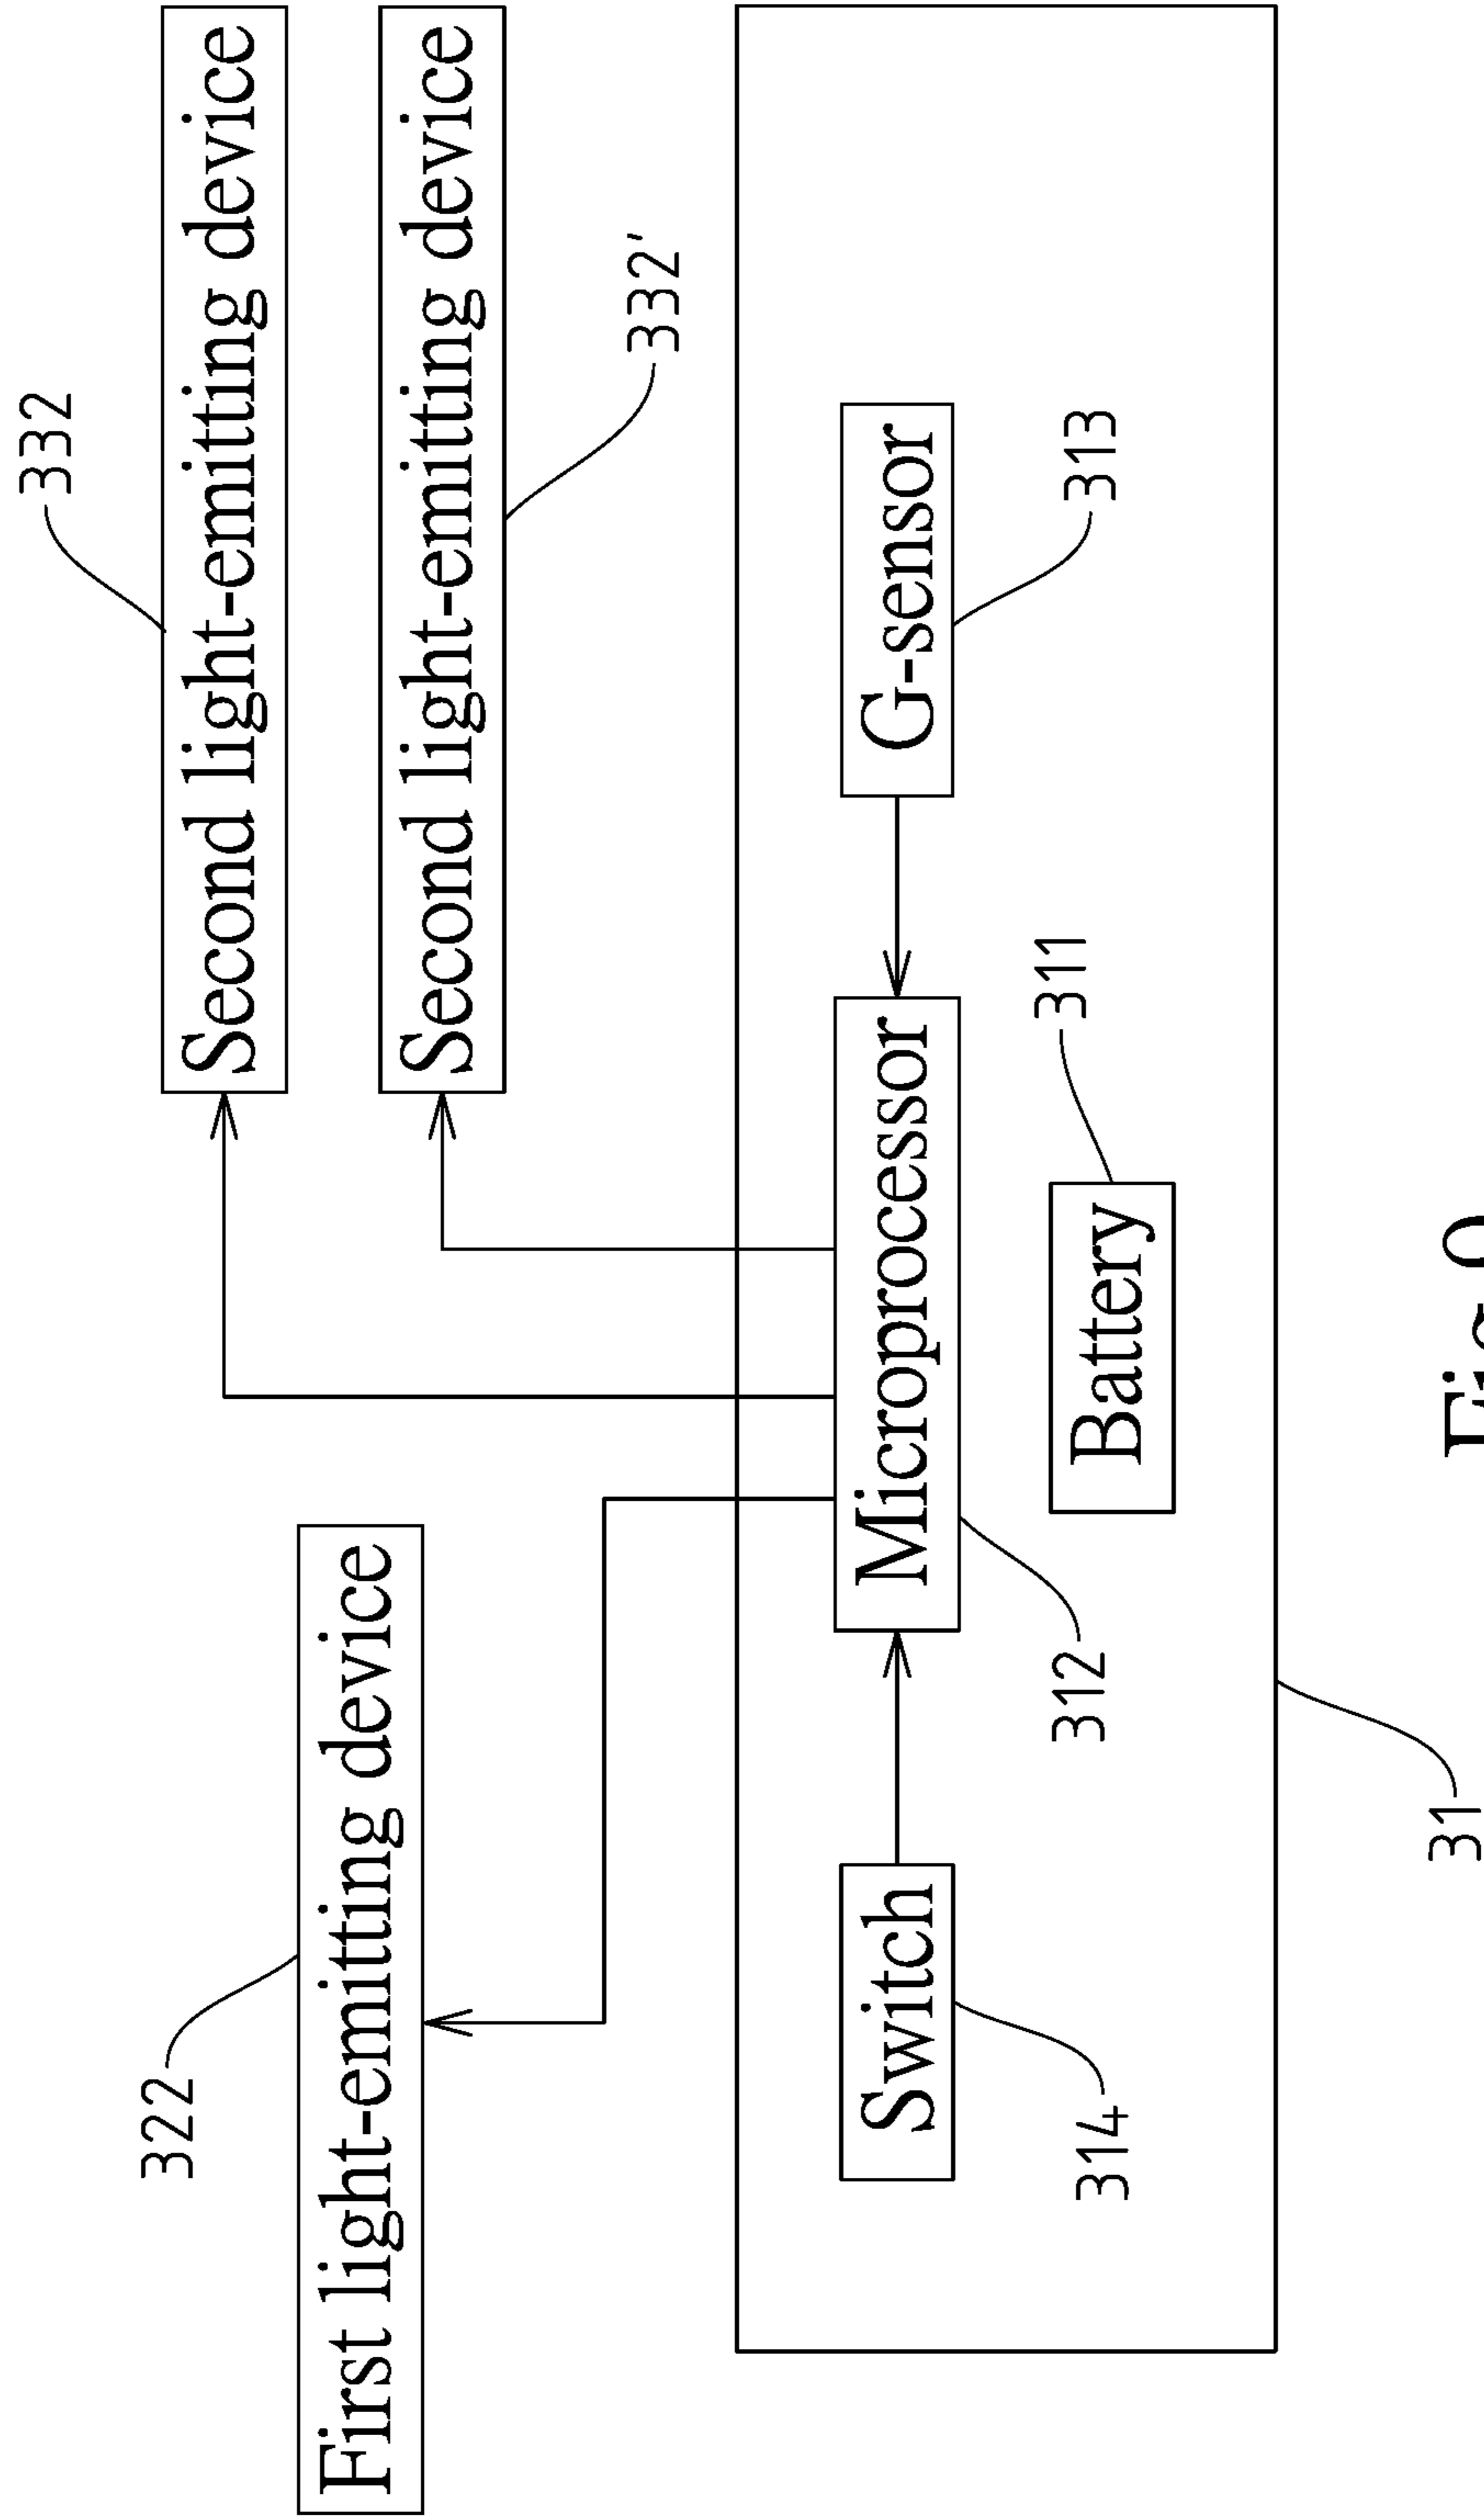 332
322
Second light-emitting device
First light-emitting device
Second light-emitting device
332'
Switch
Microprocessor
G-sensor
311
312
313
314
Battery
31